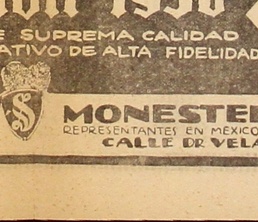 E SUPREMA CALIDAD
ATIVO DE ALTA FIDELIDAD
S
MONESTE
REPRESENTANTES EN MEXICO
CALLE DR. VELA